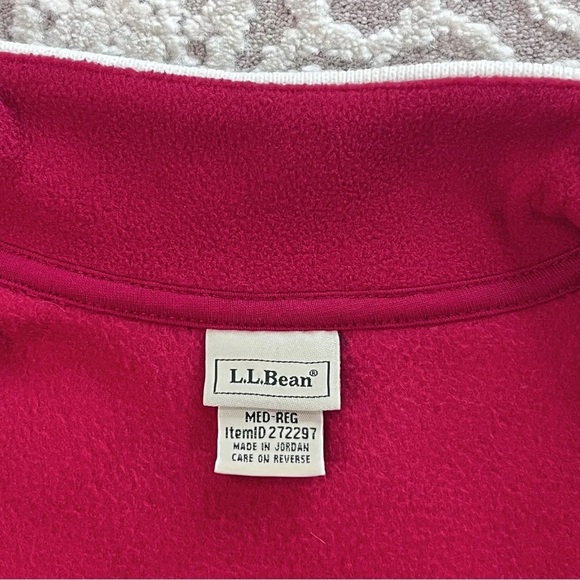 L.L.Bean®
MED-REG
ItemID 272297
MADE IN JORDAN
CARE ON REVERSE